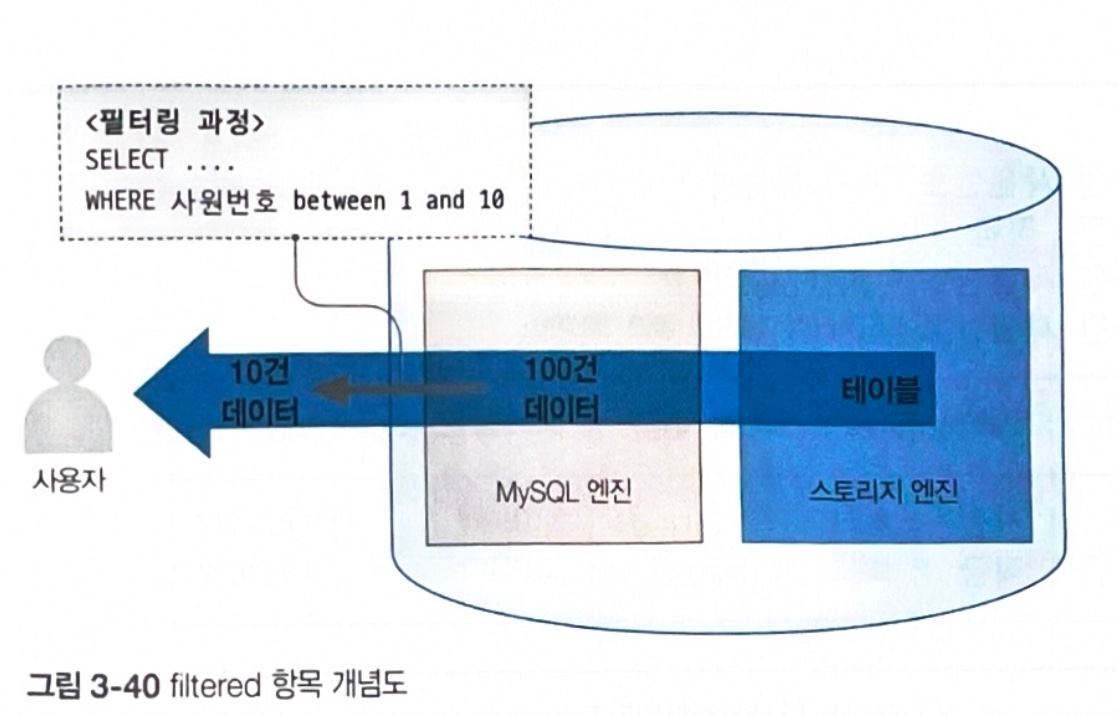 <필터링 과정>
SELECT ....
WHERE 사원번호 between 1 and 10
10건
데이터
100건
데이터
테이블
사용자
MySQL 엔진
스토리지 엔진
그림 3-40 filtered 항목 개념도